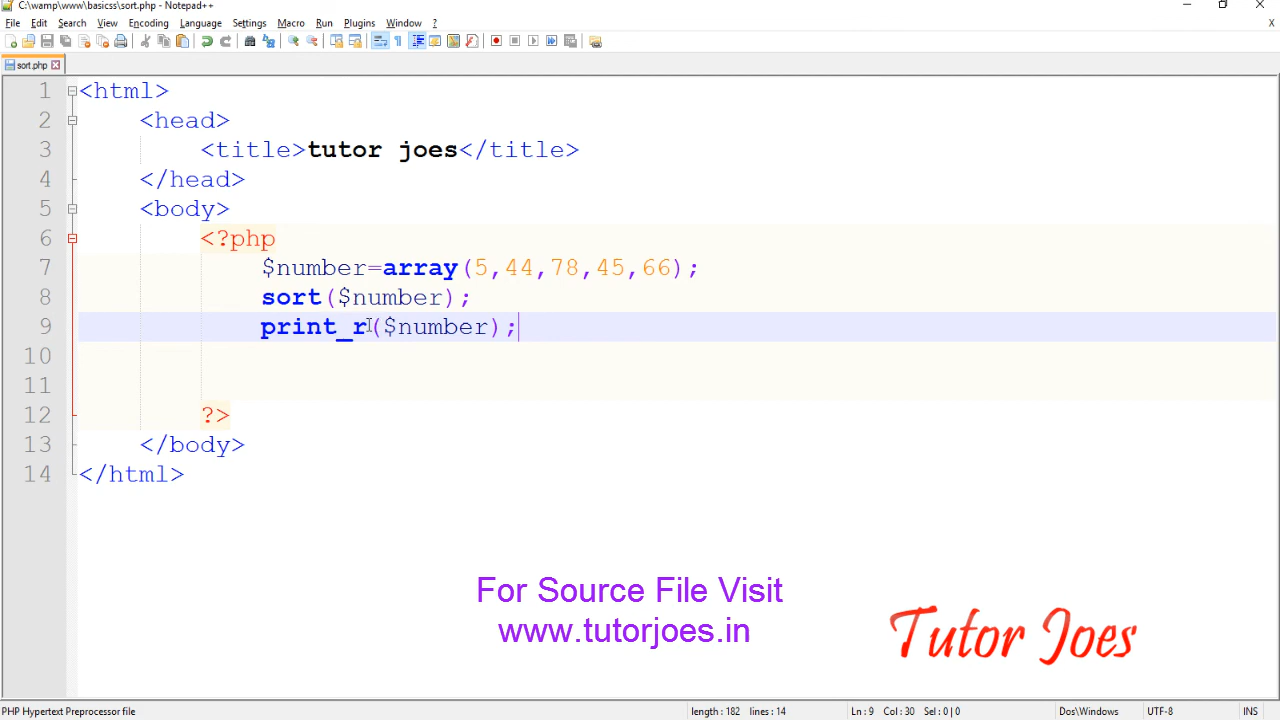 C:\wamp\www\basicss\sort.php - Notepad++
File Edit Search View Encoding Language Settings Macro Run Plugins Window ?
X
sort.php
1 <html>
2 <head>
3 <title>tutor joes</title>
4 </head>
5 <body>
6 <?php
7 $number=array(5,44,78,45,66);
8 sort($number);
9 print_r($number);
10
11
12 ?>
13 </body>
14 </html>
For Source File Visit
www.tutorjoes.in
Tutor Joes
PHP Hypertext Preprocessor file length : 182 lines : 14 Ln : 9 Col : 30 Sel : 0 | 0 Dos\Windows UTF-8 INS